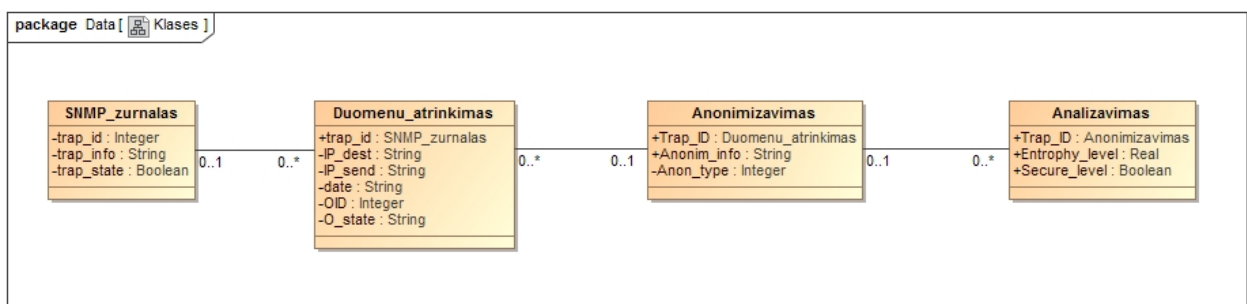 package Data [ Klases ]
SNMP_zurnalas
-trap_id : Integer
-trap_info : String
-trap_state : Boolean
0..1
0..*
Duomenu_atrinkimas
+trap_id : SNMP_zurnalas
-IP_dest : String
-IP_send : String
-date : String
-OID : Integer
-O_state : String
0..*
0..1
Anonimizavimas
+Trap_ID : Duomenu_atrinkimas
+Anonim_info : String
-Anon_type : Integer
0..1
0..*
Analizavimas
+Trap_ID : Anonimizavimas
+Entrophy_level : Real
+Secure_level : Boolean